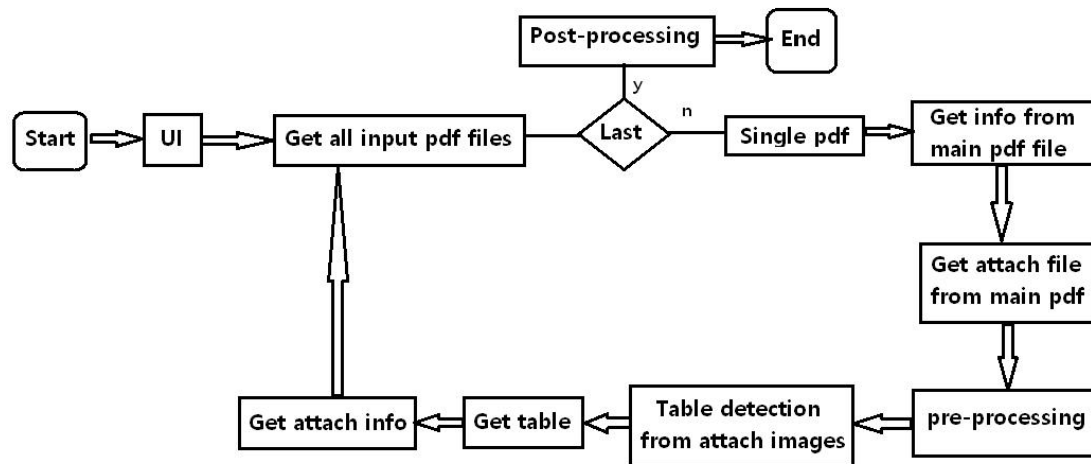 Post-processing
End
y
Start
UI
Get all input pdf files
Last
n
Single pdf
Get info from
main pdf file
Get attach file
from main pdf
pre-processing
Table detection
from attach images
Get table
Get attach info